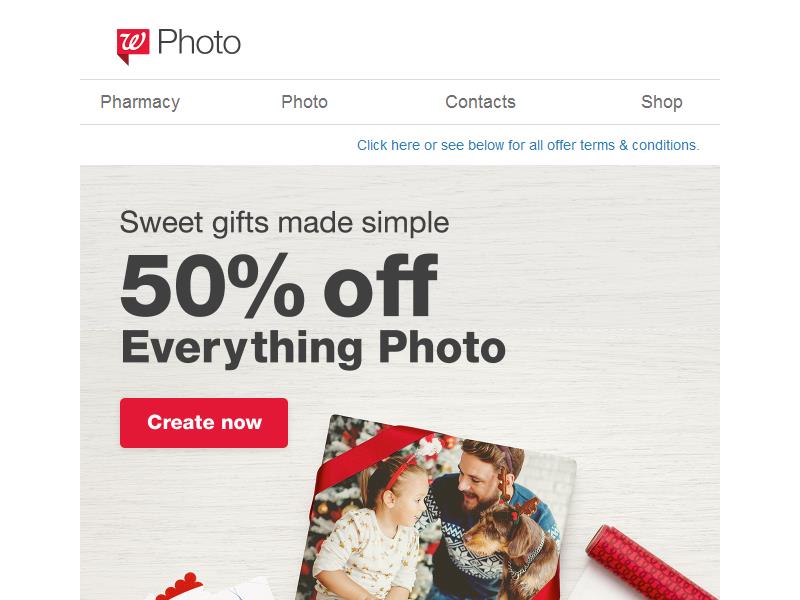 W Photo
Pharmacy Photo Contacts Shop
Click here or see below for all offer terms & conditions.
Sweet gifts made simple
50% off
Everything Photo
Create now